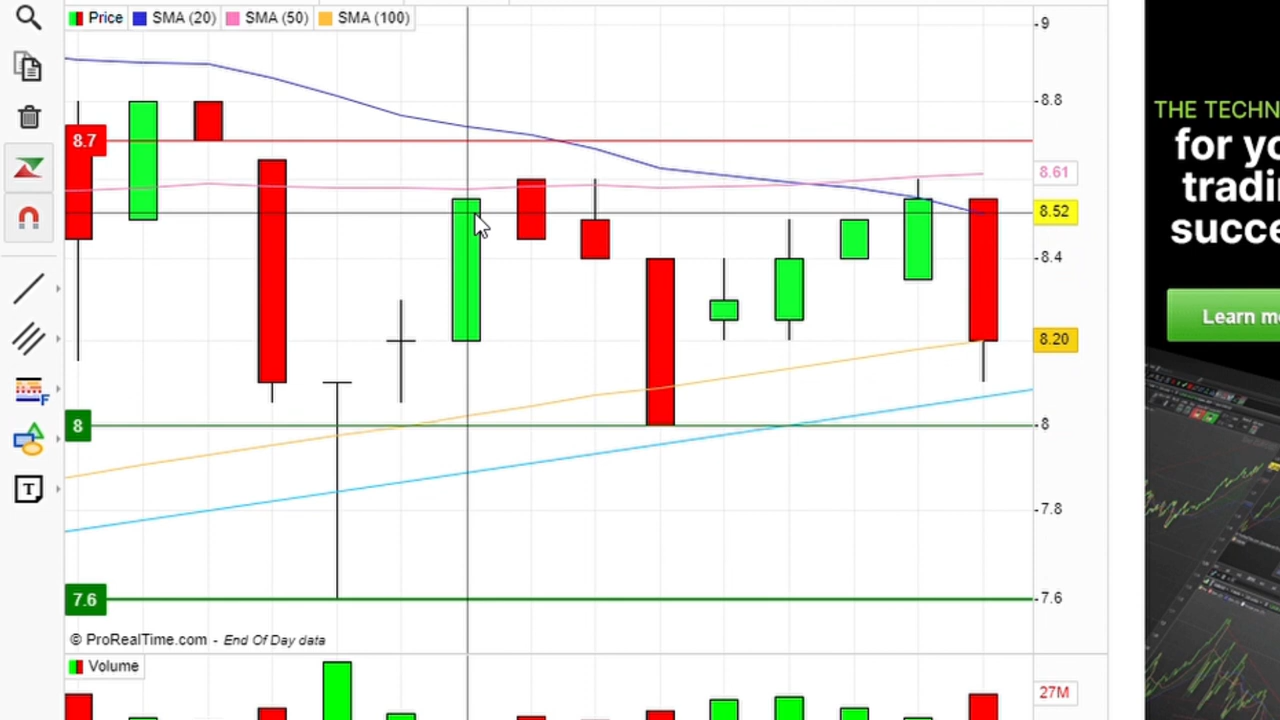 Price SMA (20) SMA (50) SMA (100)
9
8.8
8.7
8.61
8.52
8.4
8.20
8
8
7.8
7.6
7.6
© ProRealTime.com - End Of Day data
Volume
27M
F
T
THE TECHN
for yo
tradi
succe
Learn m